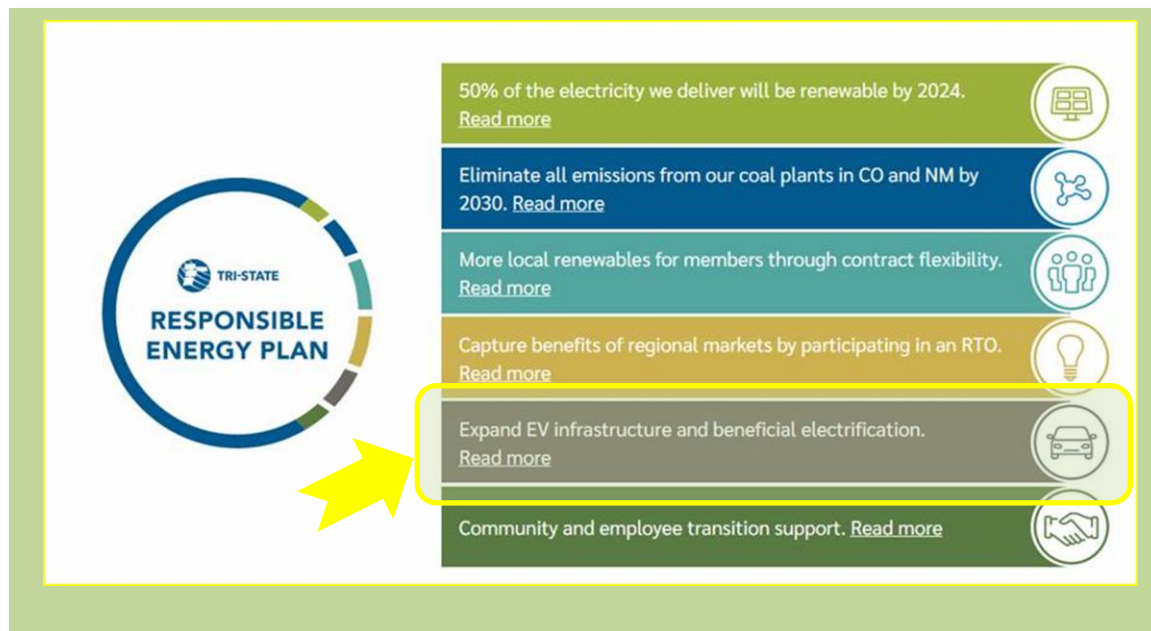 TRI-STATE
RESPONSIBLE
ENERGY PLAN
50% of the electricity we deliver will be renewable by 2024.
Read more
Eliminate all emissions from our coal plants in CO and NM by
2030. Read more
More local renewables for members through contract flexibility.
Read more
Capture benefits of regional markets by participating in an RTO.
Read more
Expand EV infrastructure and beneficial electrification.
Read more
Community and employee transition support. Read more